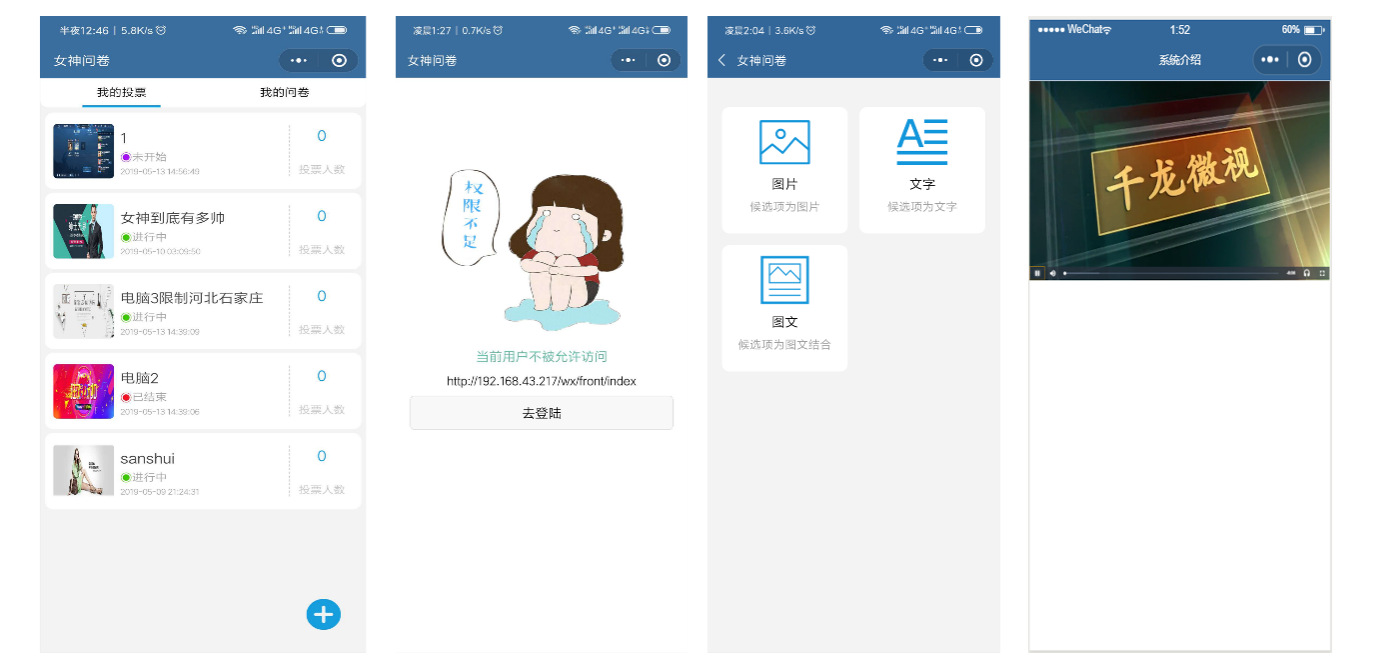 半夜12:46 | 5.8K/s
4G+ 4G
女神问卷
我的投票 我的问卷
1
未开始
2019-05-13 14:56:49
0
投票人数
女神到底有多帅
进行中
2019-05-10 03:09:50
0
投票人数
电脑3限制河北石家庄
进行中
2019-05-13 14:39:09
0
投票人数
电脑2
已结束
2019-05-13 14:39:06
0
投票人数
sanshui
进行中
2019-05-09 21:24:31
0
投票人数
凌晨1:27 | 0.7K/s
4G+ 4G
女神问卷
权限不足
当前用户不被允许访问
http://192.168.43.217/wx/front/index
去登陆
凌晨2:04 | 3.6K/s
4G+ 4G
女神问卷
图片
候选项为图片
文字
候选项为文字
图文
候选项为图文结合
WeChat 1:52 60%
系统介绍
千龙微视